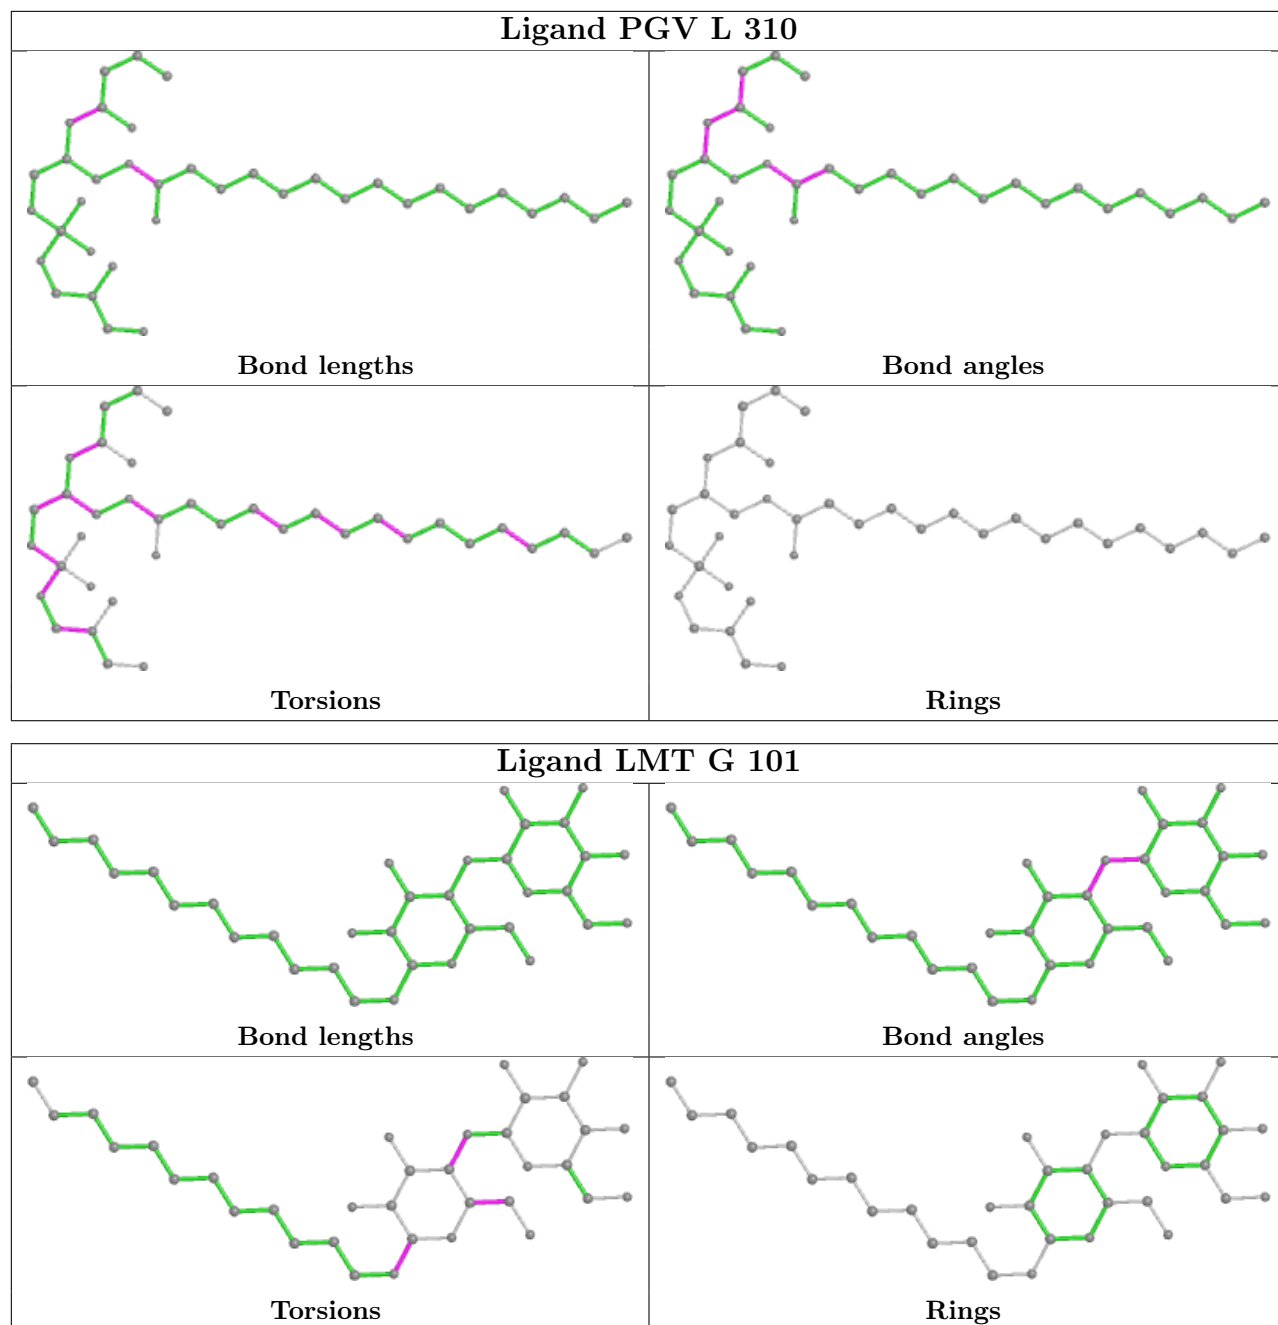 Ligand PGV L 310
Bond lengths
Bond angles
Torsions
Rings
Ligand LMT G 101
Bond lengths
Bond angles
Torsions
Rings